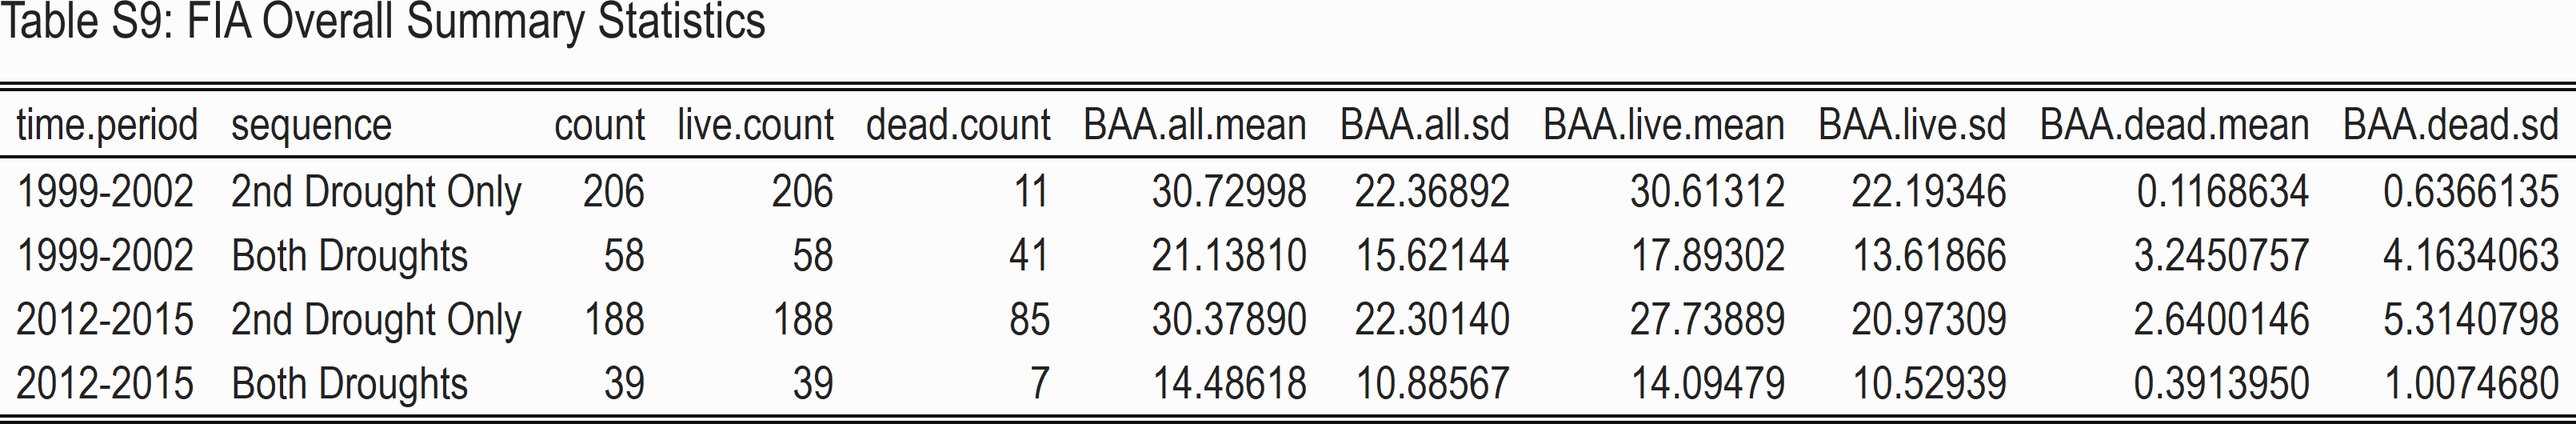 Table S9: FIA Overall Summary Statistics
time.period sequence count live.count dead.count BAA.all.mean BAA.all.sd BAA.live.mean BAA.live.sd BAA.dead.mean BAA.dead.sd
1999-2002 2nd Drought Only 206 206 11 30.72998 22.36892 30.61312 22.19346 0.1168634 0.6366135
1999-2002 Both Droughts 58 58 41 21.13810 15.62144 17.89302 13.61866 3.2450757 4.1634063
2012-2015 2nd Drought Only 188 188 85 30.37890 22.30140 27.73889 20.97309 2.6400146 5.3140798
2012-2015 Both Droughts 39 39 7 14.48618 10.88567 14.09479 10.52939 0.3913950 1.0074680